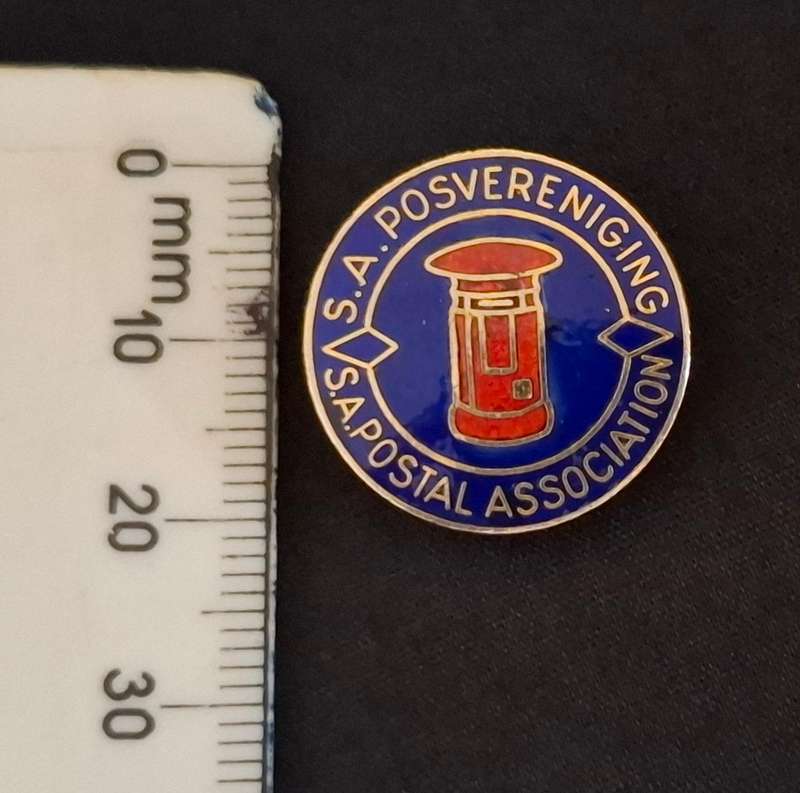 0
mm
10
20
30
S.A. POSVERENIGING
S.A. POSTAL ASSOCIATION